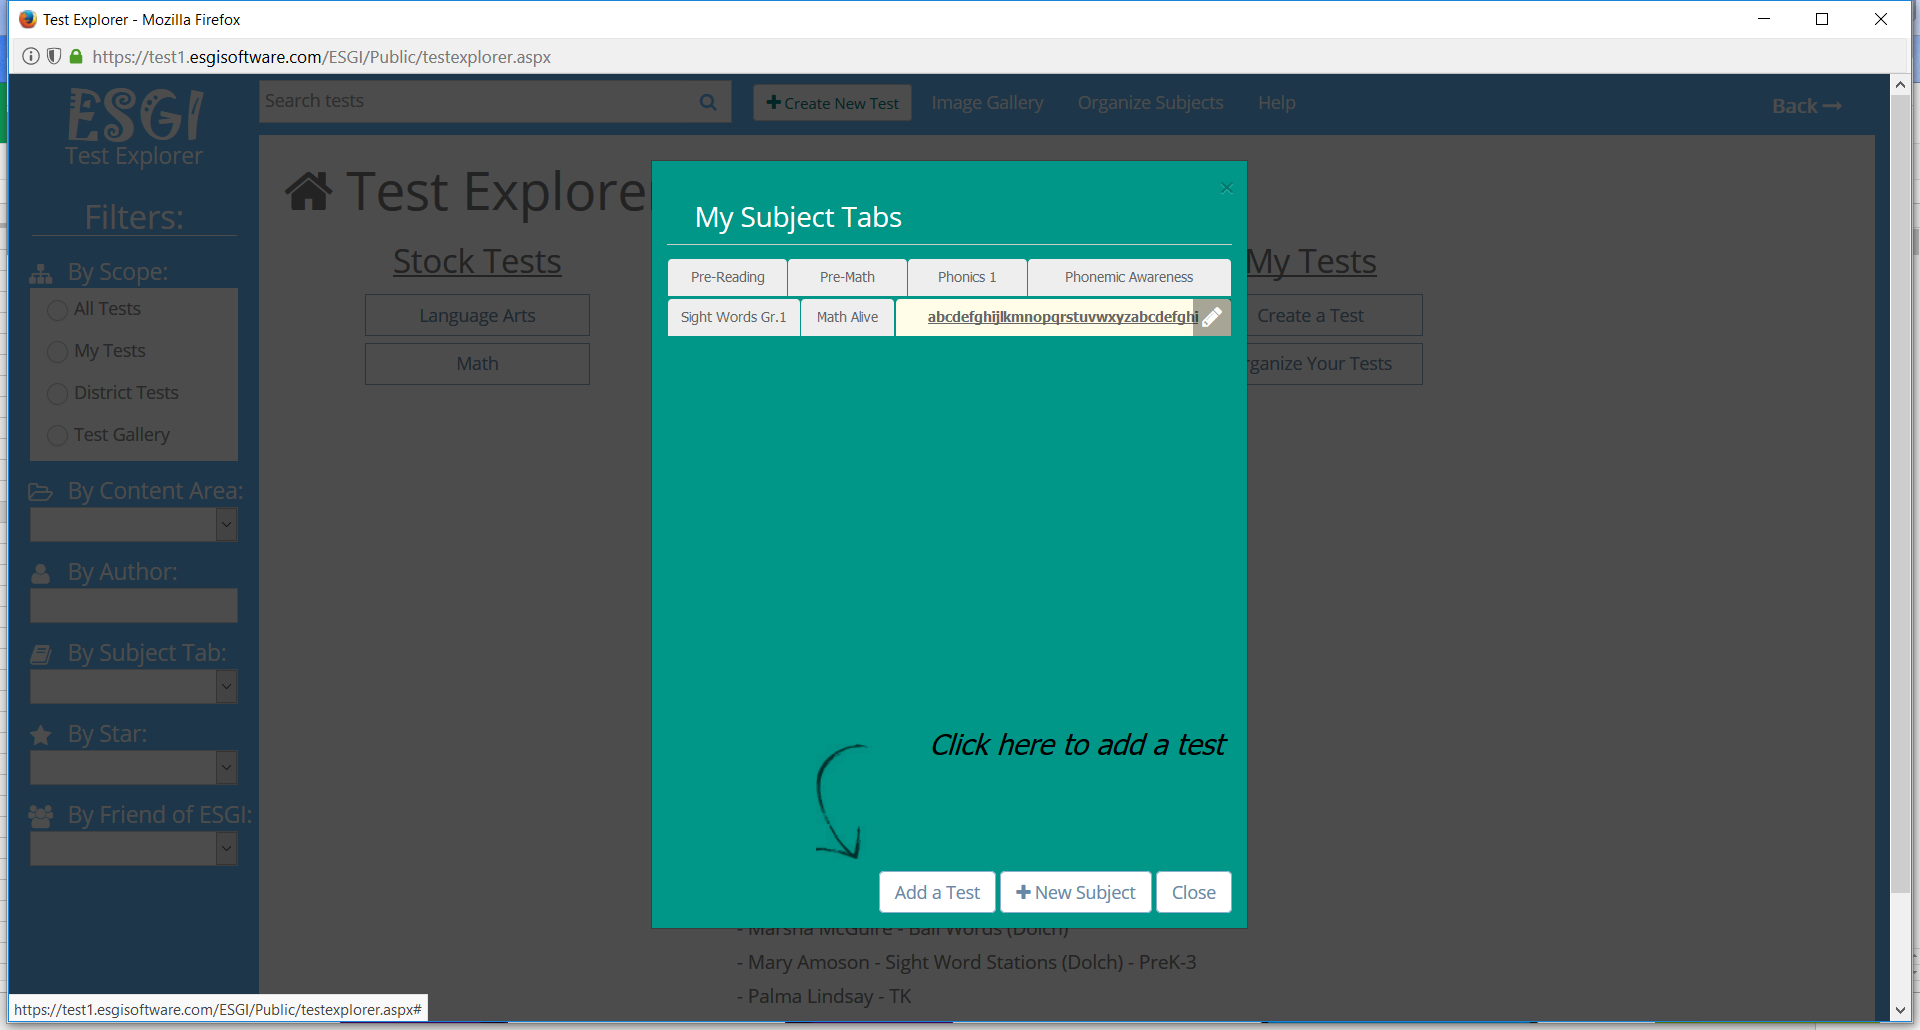 Test Explorer - Mozilla Firefox
https://test1.esgisoftware.com/ESGI/Public/testexplorer.aspx
ESGI
Test Explorer
Search tests
Create New Test
Image Gallery
Organize Subjects
Help
Back
Filters:
By Scope:
All Tests
My Tests
District Tests
Test Gallery
By Content Area:
By Author:
By Subject Tab:
By Star:
By Friend of ESGI:
Test Explore
Stock Tests
Language Arts
Math
My Tests
Create a Test
rganize Your Tests
My Subject Tabs
×
Pre-Reading
Pre-Math
Phonics 1
Phonemic Awareness
Sight Words Gr.1
Math Alive
abcdefghijlkmnopqrstuvwxyzabcdefghi
Click here to add a test
Add a Test
New Subject
Close
- Marsha McGuire - Ball Words (Dolch)
- Mary Amoson - Sight Word Stations (Dolch) - PreK-3
- Palma Lindsay - TK
https://test1.esgisoftware.com/ESGI/Public/testexplorer.aspx#